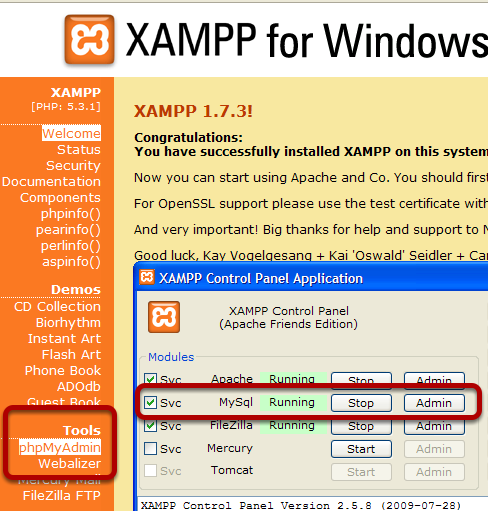 XAMPP for Windows
XAMPP
[PHP: 5.3.1]
Welcome
Status
Security
Documentation
Components
phpinfo()
pearinfo()
perlinfo()
aspinfo()
Demos
CD Collection
Biorhythm
Instant Art
Flash Art
Phone Book
ADOdb
Guest Book
Tools
phpMyAdmin
Webalizer
Mercury Mail
FileZilla FTP
XAMPP 1.7.3!
Congratulations:
You have successfully installed XAMPP on this system
Now you can start using Apache and Co. You should first
For OpenSSL support please use the test certificate with
And very important! Big thanks for help and support to
Good luck, Kay Vogelgesang + Kai 'Oswald' Seidler +
XAMPP Control Panel Application
XAMPP Control Panel
(Apache Friends Edition)
Modules
Svc Apache Running Stop Admin
Svc MySql Running Stop Admin
Svc FileZilla Running Stop Admin
Svc Mercury Start Admin
Svc Tomcat Start Admin
XAMPP Control Panel Version 2.5.8 (2009-07-28)